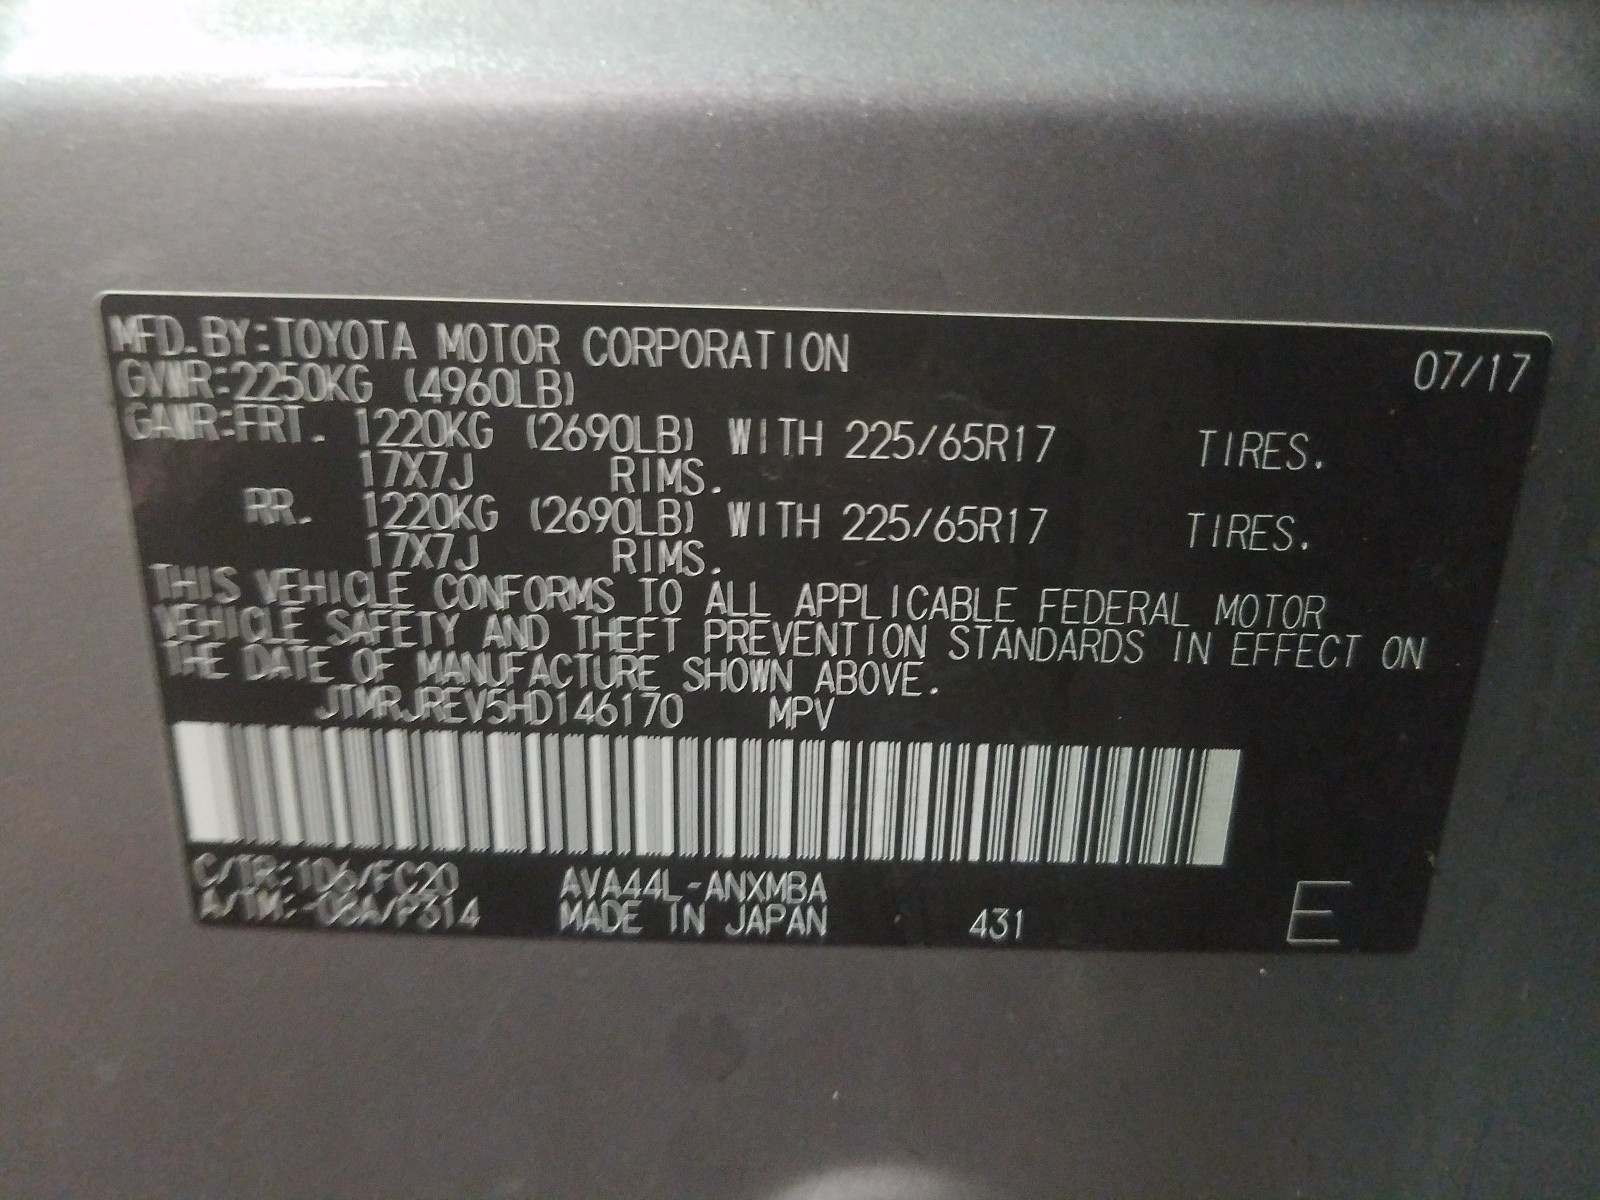 MFD.BY:TOYOTA MOTOR CORPORATION 07/17
GVWR:2250KG (4960LB)
GAWR:FRT. 1220KG (2690LB) WITH 225/65R17 TIRES.
17X7J RIMS.
RR. 1220KG (2690LB) WITH 225/65R17 TIRES.
17X7J RIMS.
THIS VEHICLE CONFORMS TO ALL APPLICABLE FEDERAL MOTOR
VEHICLE SAFETY AND THEFT PREVENTION STANDARDS IN EFFECT ON
THE DATE OF MANUFACTURE SHOWN ABOVE.
JTMRJREV5HD146170 MPV
C/TR:1D6/FC20 AVA44L-ANXMBA
A/TM:-08A/P314 MADE IN JAPAN 431 E